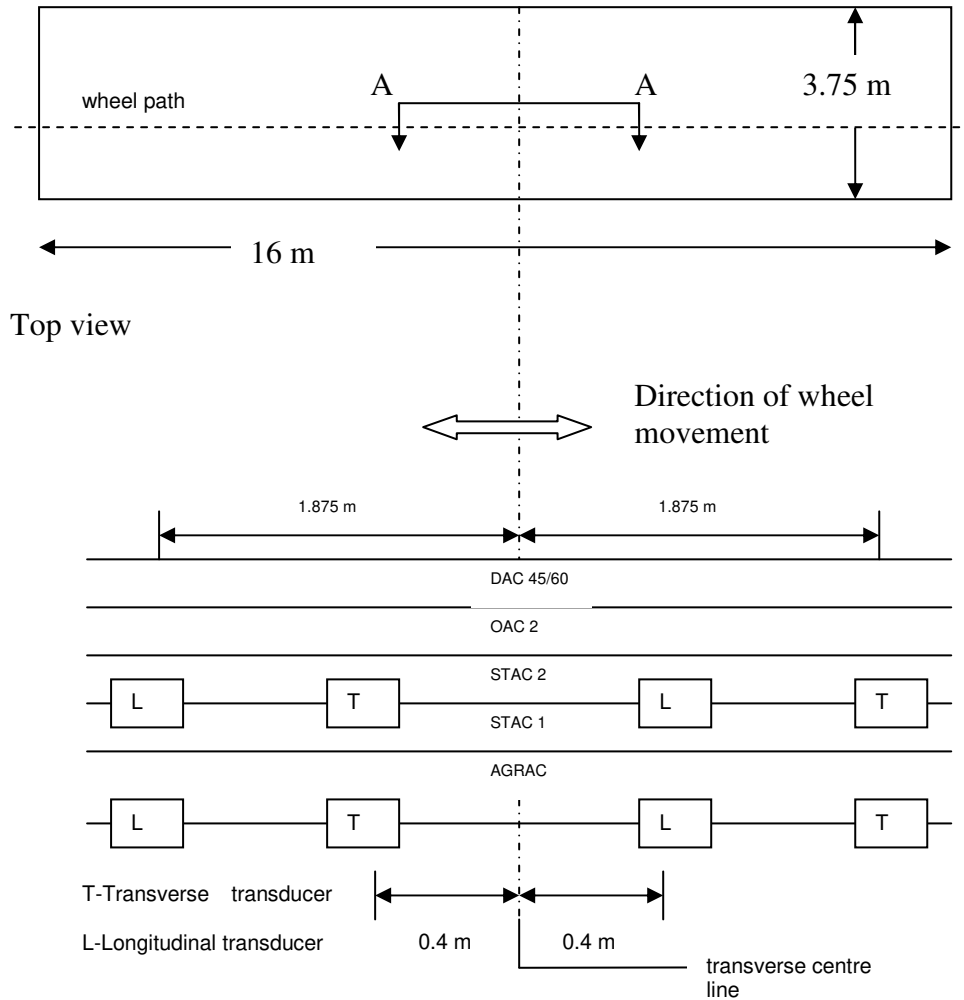 A A
3.75 m
wheel path
16 m
Top view
Direction of wheel
movement
1.875 m 1.875 m
DAC 45/60
OAC 2
STAC 2
L T L T
STAC 1
AGRAC
L T L T
T-Transverse transducer
L-Longitudinal transducer
0.4 m 0.4 m
transverse centre
line